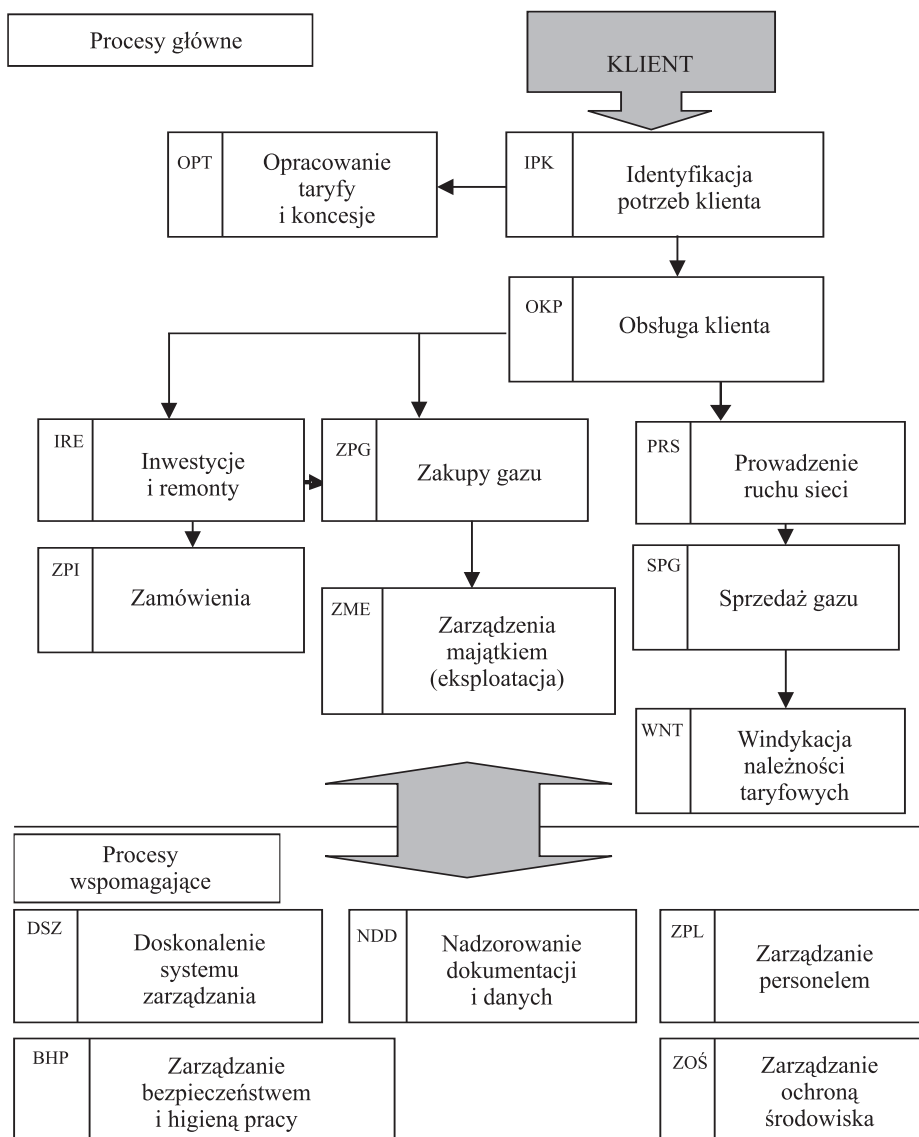 Procesy główne
KLIENT
OPT
Opracowanie
taryfy
i koncesje
IPK
Identyfikacja
potrzeb klienta
OKP
Obsługa klienta
IRE
Inwestycje
i remonty
ZPG
Zakupy gazu
PRS
Prowadzenie
ruchu sieci
ZPI
Zamówienia
ZME
Zarządzenia
majątkiem
(eksploatacja)
SPG
Sprzedaż gazu
WNT
Windykacja
należności
taryfowych
Procesy
wspomagające
DSZ
Doskonalenie
systemu
zarządzania
NDD
Nadzorowanie
dokumentacji
i danych
ZPL
Zarządzanie
personelem
BHP
Zarządzanie
bezpieczeństwem
i higieną pracy
ZOŚ
Zarządzanie
ochroną
środowiska